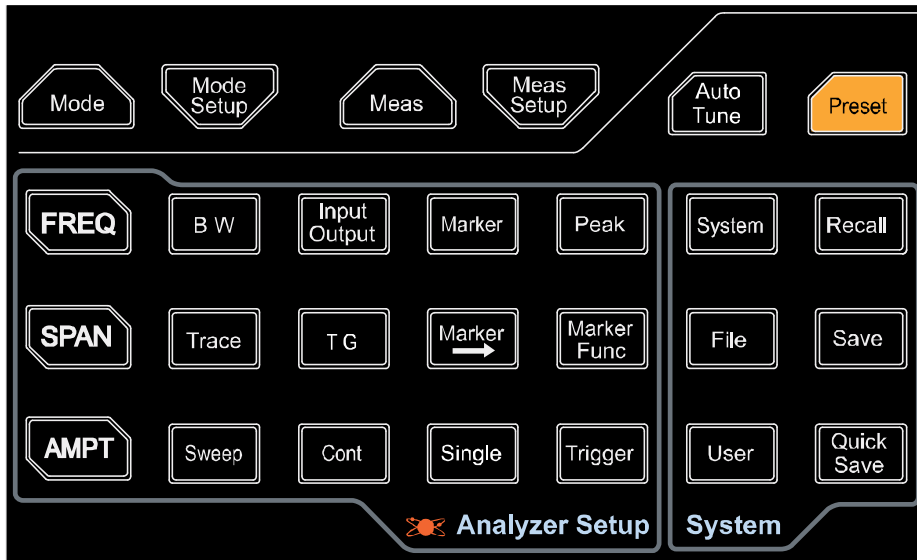 Mode
Mode
Setup
Meas
Meas
Setup
Auto
Tune
Preset
FREQ
B W
Input
Output
Marker
Peak
System
Recall
SPAN
Trace
T G
Marker
Marker
Func
File
Save
AMPT
Sweep
Cont
Single
Trigger
User
Quick
Save
Analyzer Setup
System